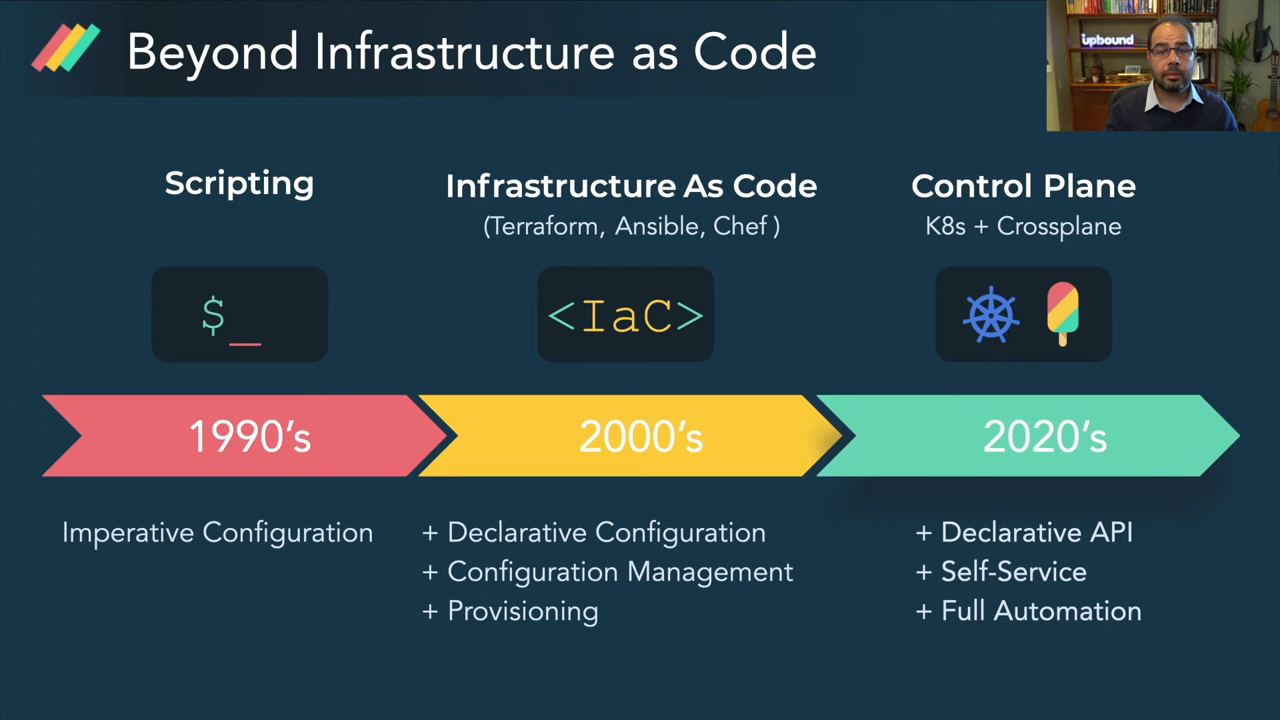 Beyond Infrastructure as Code
upbound
Scripting
Infrastructure As Code
(Terraform, Ansible, Chef )
Control Plane
K8s + Crossplane
$_
<IaC>
1990’s
2000’s
2020’s
Imperative Configuration
+ Declarative Configuration
+ Configuration Management
+ Provisioning
+ Declarative API
+ Self-Service
+ Full Automation